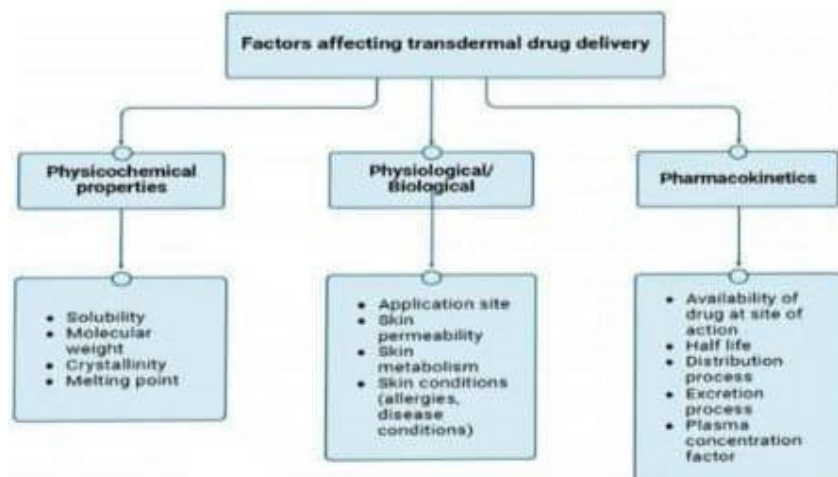 Factors affecting transdermal drug delivery
Physicochemical
properties
Physiological/
Biological
Pharmacokinetics
• Solubility
• Molecular
weight
• Crystallinity
• Melting point
• Application site
• Skin
permeability
• Skin
metabolism
• Skin conditions
(allergies,
disease
conditions)
• Availability of
drug at site of
action
• Half life
• Distribution
process
• Excretion
process
• Plasma
concentration
factor